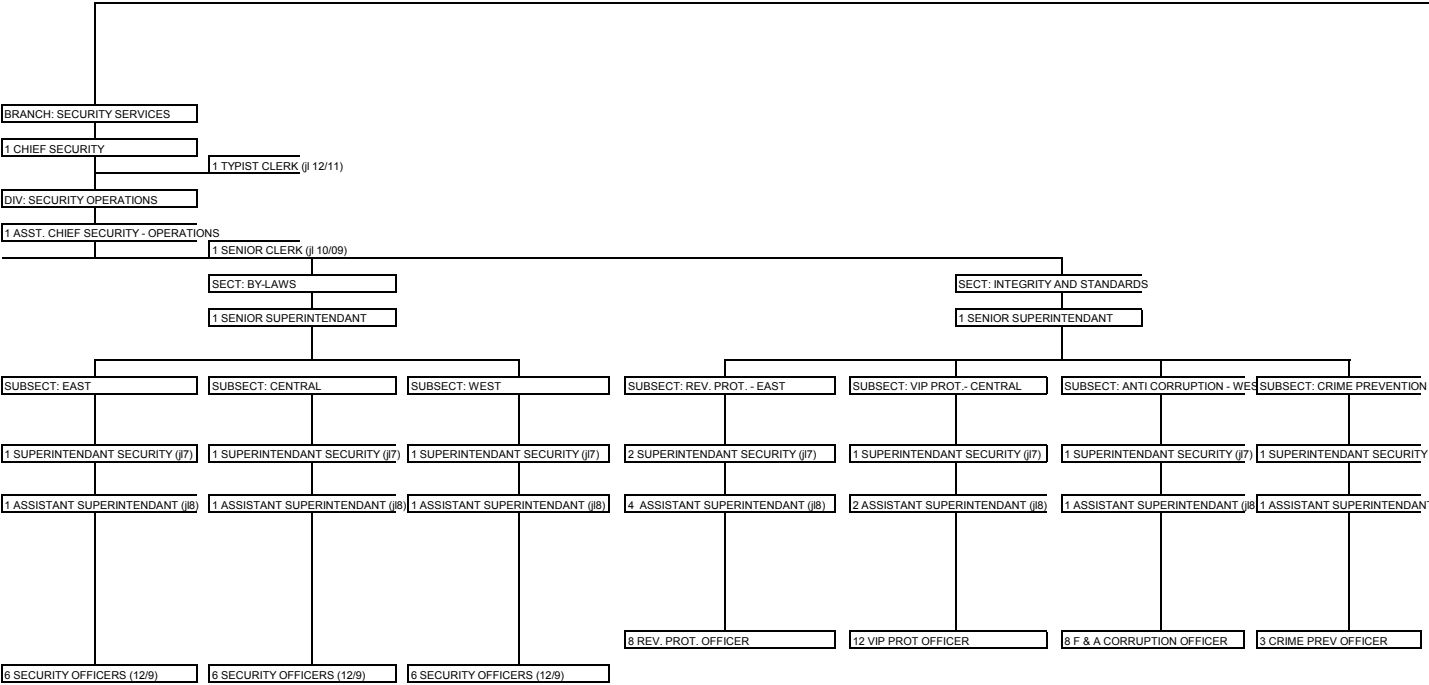 BRANCH: SECURITY SERVICES
1 CHIEF SECURITY
1 TYPIST CLERK (jl 12/11)
DIV: SECURITY OPERATIONS
1 ASST. CHIEF SECURITY - OPERATIONS
1 SENIOR CLERK (jl 10/09)
SECT: BY-LAWS
SECT: INTEGRITY AND STANDARDS
1 SENIOR SUPERINTENDANT
1 SENIOR SUPERINTENDANT
SUBSECT: EAST
SUBSECT: CENTRAL
SUBSECT: WEST
SUBSECT: REV. PROT. - EAST
SUBSECT: VIP PROT.- CENTRAL
SUBSECT: ANTI CORRUPTION - WES
SUBSECT: CRIME PREVENTION
1 SUPERINTENDANT SECURITY (jl7)
1 SUPERINTENDANT SECURITY (jl7)
1 SUPERINTENDANT SECURITY (jl7)
2 SUPERINTENDANT SECURITY (jl7)
1 SUPERINTENDANT SECURITY (jl7)
1 SUPERINTENDANT SECURITY (jl7)
1 SUPERINTENDANT SECURITY
1 ASSISTANT SUPERINTENDANT (jl8)
1 ASSISTANT SUPERINTENDANT (jl8)
1 ASSISTANT SUPERINTENDANT (jl8)
4 ASSISTANT SUPERINTENDANT (jl8)
2 ASSISTANT SUPERINTENDANT (jl8)
1 ASSISTANT SUPERINTENDANT (jl8
1 ASSISTANT SUPERINTENDANT
8 REV. PROT. OFFICER
12 VIP PROT OFFICER
8 F & A CORRUPTION OFFICER
3 CRIME PREV OFFICER
6 SECURITY OFFICERS (12/9)
6 SECURITY OFFICERS (12/9)
6 SECURITY OFFICERS (12/9)